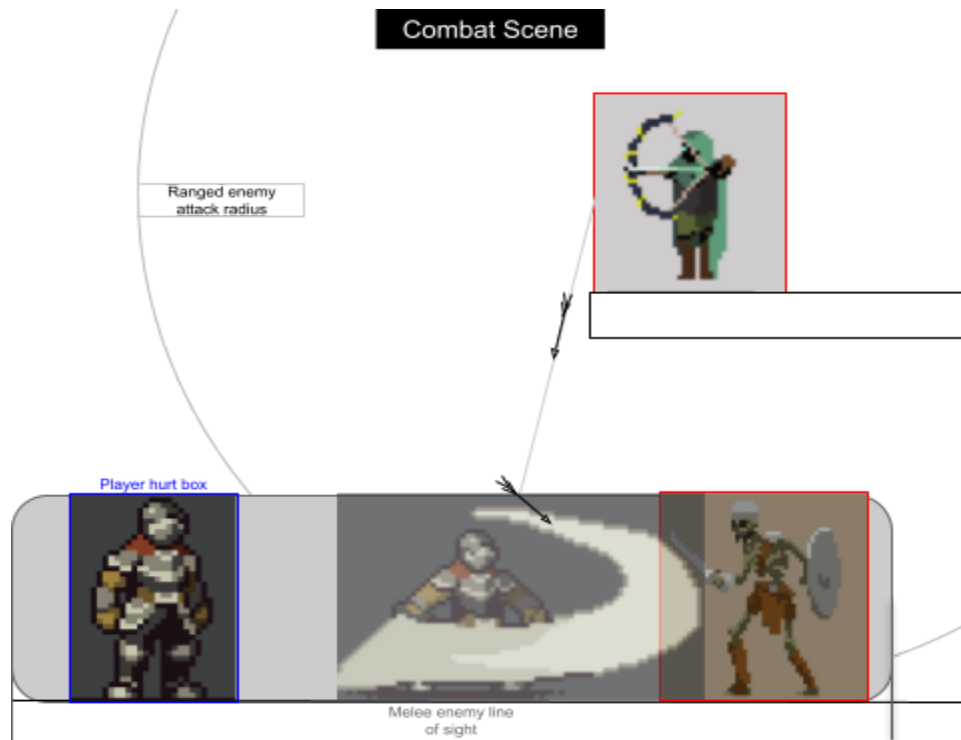 Combat Scene
Ranged enemy
attack radius
Player hurt box
Melee enemy line
of sight